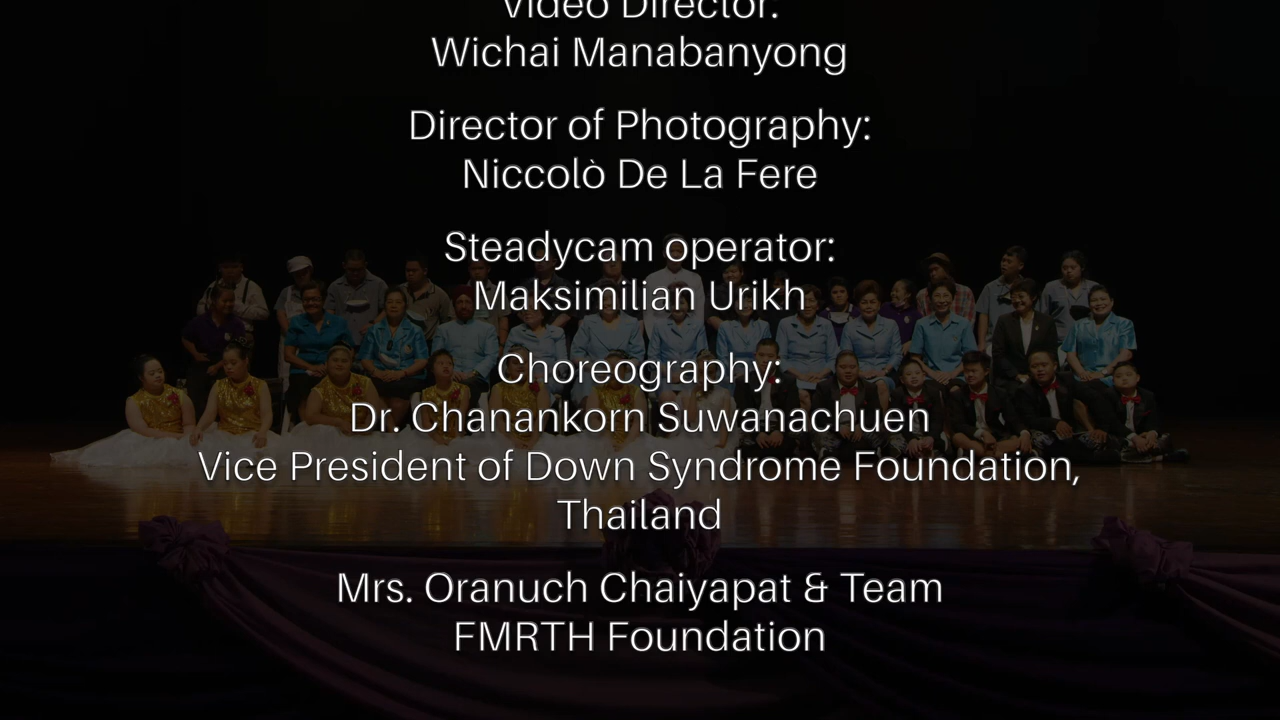 Video Director:
Wichai Manabanyong
Director of Photography:
Niccolò De La Fere
Steadycam operator:
Maksimilian Urikh
Choreography:
Dr. Chanankorn Suwanachuen
Vice President of Down Syndrome Foundation,
Thailand
Mrs. Oranuch Chaiyapat & Team
FMRTH Foundation